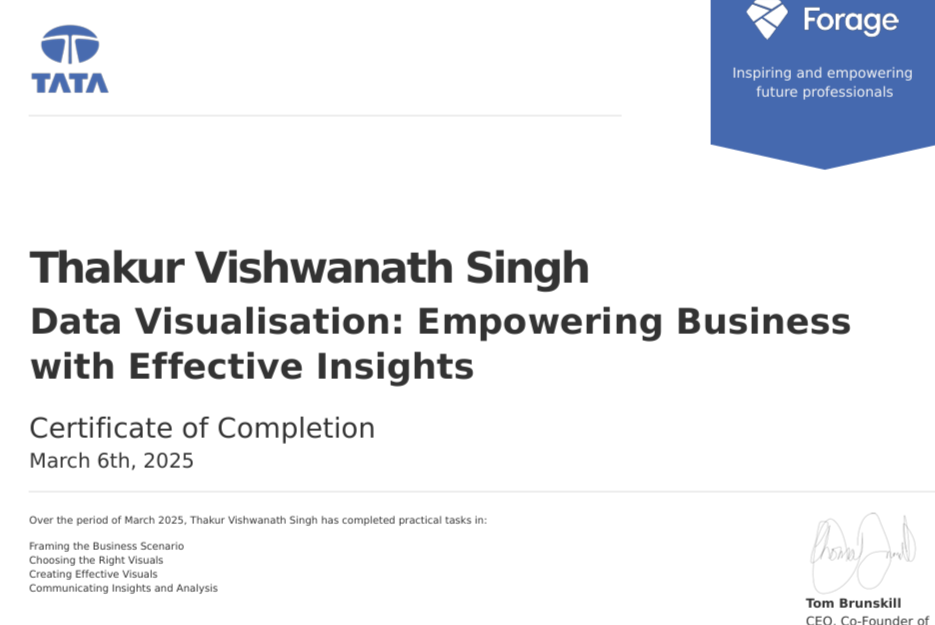 TATA
Forage
Inspiring and empowering
future professionals
Thakur Vishwanath Singh
Data Visualisation: Empowering Business
with Effective Insights
Certificate of Completion
March 6th, 2025
Over the period of March 2025, Thakur Vishwanath Singh has completed practical tasks in:
Framing the Business Scenario
Choosing the Right Visuals
Creating Effective Visuals
Communicating Insights and Analysis
Tom Brunskill
CEO, Co-Founder of